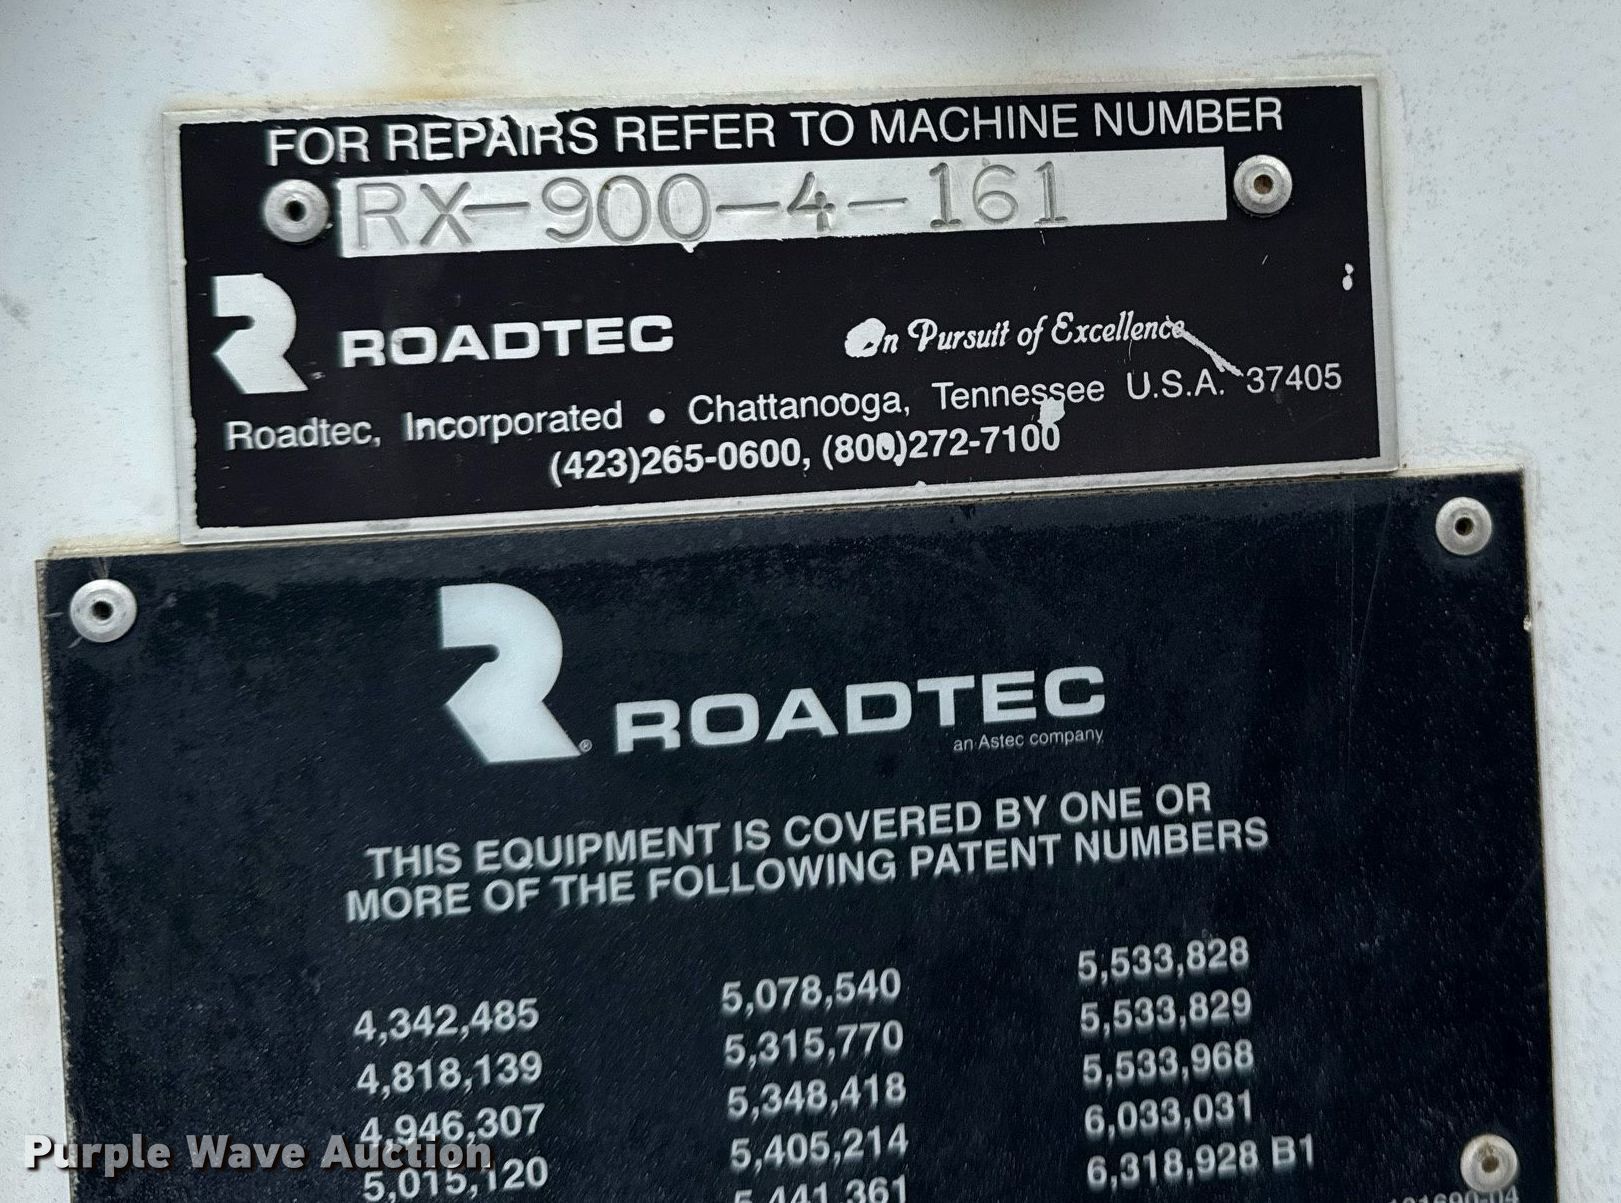 FOR REPAIRS REFER TO MACHINE NUMBER
RX-900-4-161
ROADTEC
In Pursuit of Excellence
Roadtec, Incorporated • Chattanooga, Tennessee U.S.A. 37405
(423)265-0600, (800)272-7100
ROADTEC
an Astec company
THIS EQUIPMENT IS COVERED BY ONE OR
MORE OF THE FOLLOWING PATENT NUMBERS
4,342,485
4,818,139
4,946,307
5,015,120
5,078,540
5,315,770
5,348,418
5,405,214
5,441,361
5,533,828
5,533,829
5,533,968
6,033,031
6,318,928 B1
Purple Wave Auction